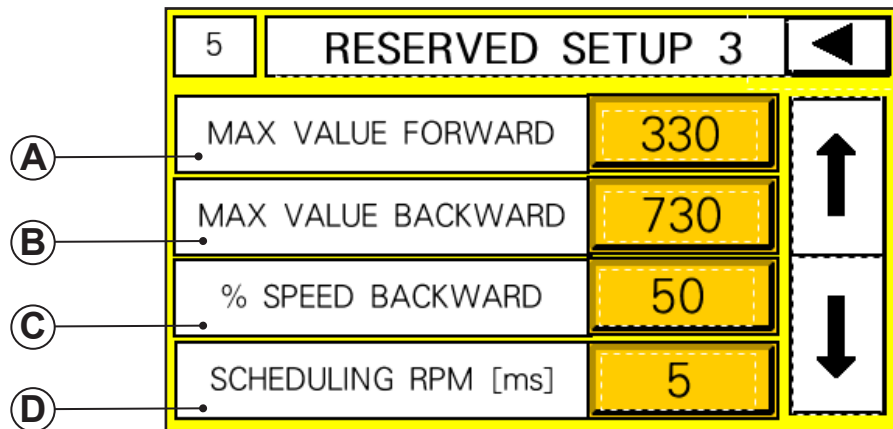 5 RESERVED SETUP 3
A MAX VALUE FORWARD 330
B MAX VALUE BACKWARD 730
C % SPEED BACKWARD 50
D SCHEDULING RPM [ms] 5